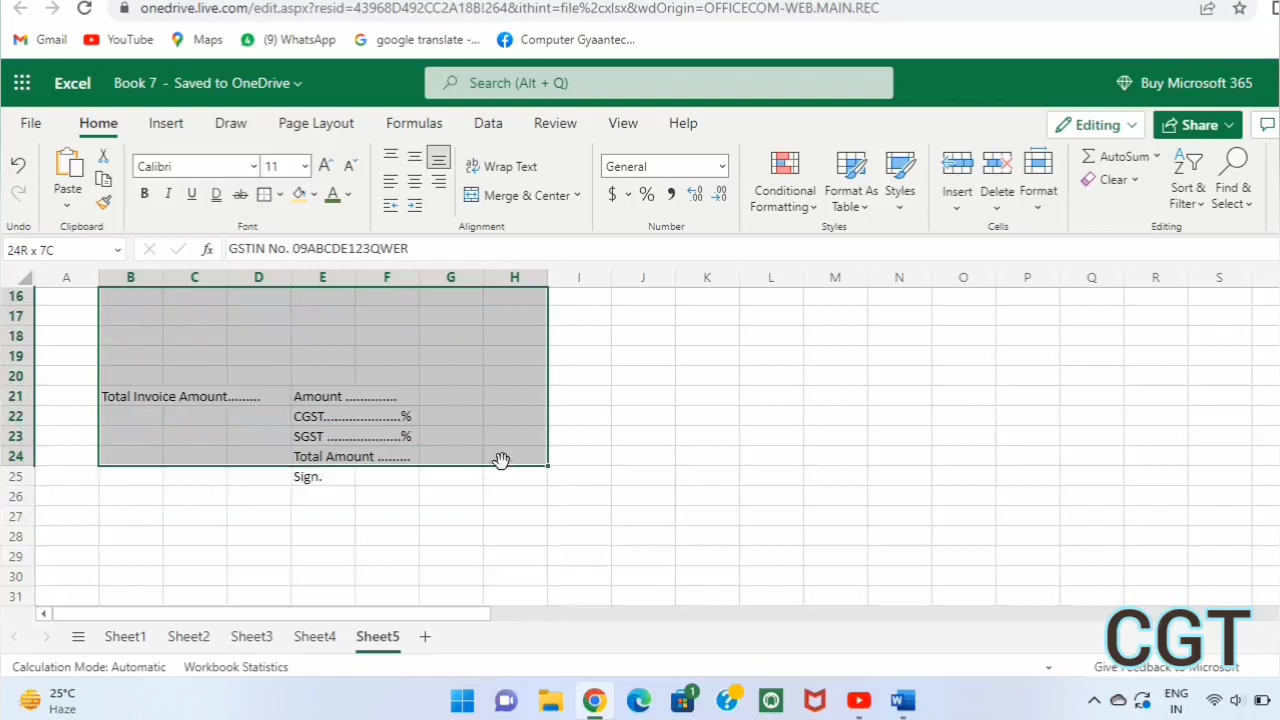 onedrive.live.com/edit.aspx?resid=43968D492CC2A18B!264&ithint=file%2cxlsx&wdOrigin=OFFICECOM-WEB.MAIN.REC
Gmail YouTube Maps (9) WhatsApp google translate -... Computer Gyaantec...
Excel Book 7 - Saved to OneDrive Search (Alt + Q) Buy Microsoft 365
File Home Insert Draw Page Layout Formulas Data Review View Help Editing Share
Paste Calibri 11 Wrap Text General Conditional Formatting Format As Table Styles Insert Delete Format AutoSum Sort & Filter Find & Select
B I U D ab A Merge & Center $ % Clear
Undo Clipboard Font Alignment Number Styles Cells Editing
24R x 7C fx GSTIN No. 09ABCDE123QWER
A B C D E F G H I J K L M N O P Q R S
16
17
18
19
20
21 Total Invoice Amount......... Amount ..............
22 CGST.....................%
23 SGST ....................%
24 Total Amount .........
25 Sign.
26
27
28
29
30
31
Sheet1 Sheet2 Sheet3 Sheet4 Sheet5
CGT
Calculation Mode: Automatic Workbook Statistics Give Feedback to Microsoft
25°C
Haze
1
ENG
IN